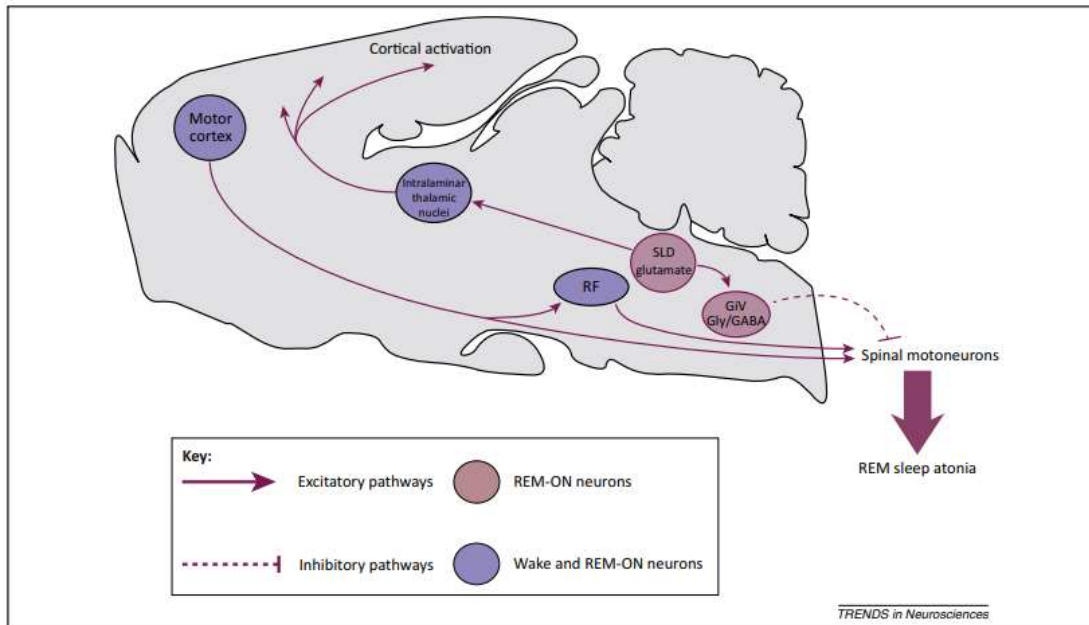 Cortical activation
Motor
cortex
Intralaminar
thalamic
nuclei
SLD
glutamate
RF
GiV
Gly/GABA
Spinal motoneurons
REM sleep atonia
Key:
Excitatory pathways
REM-ON neurons
Inhibitory pathways
Wake and REM-ON neurons
TRENDS in Neurosciences